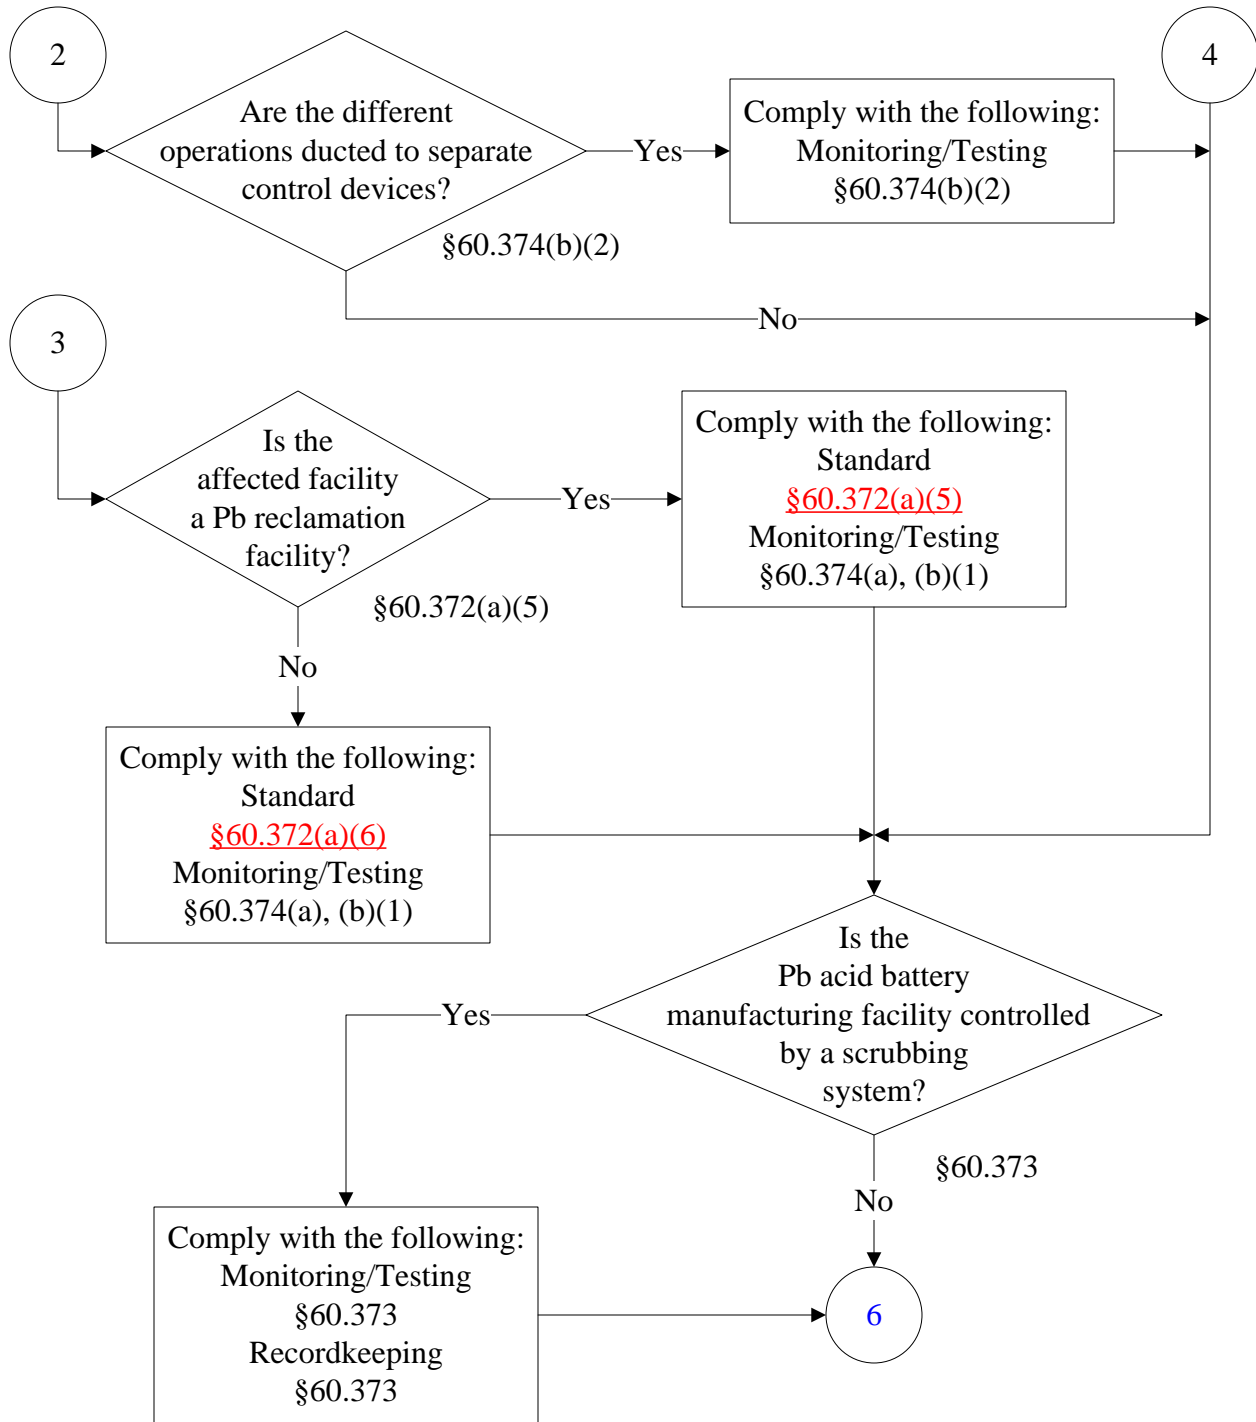 2
4
Are the different
operations ducted to separate
control devices?
§60.374(b)(2)
Yes
Comply with the following:
Monitoring/Testing
§60.374(b)(2)
No
3
Is the
affected facility
a Pb reclamation
facility?
§60.372(a)(5)
Yes
Comply with the following:
Standard
§60.372(a)(5)
Monitoring/Testing
§60.374(a), (b)(1)
No
Comply with the following:
Standard
§60.372(a)(6)
Monitoring/Testing
§60.374(a), (b)(1)
Is the
Pb acid battery
manufacturing facility controlled
by a scrubbing
system?
§60.373
Yes
No
Comply with the following:
Monitoring/Testing
§60.373
Recordkeeping
§60.373
6